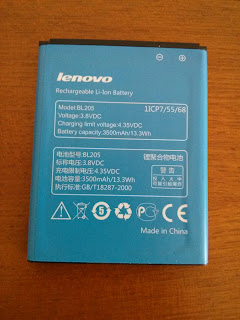 lenovo
Rechargeable Li-Ion Battery
Model:BL205 1ICP7/55/68
Voltage:3.8VDC
Charging limit voltage:4.35VDC
Battery capacity:3500mAh/13.3Wh
电池型号:BL205 锂聚合物电池
标称电压:3.8VDC
充电限制电压:4.35VDC 警告
电池容量:3500mAh/13.3Wh
执行标准:GB/T18287-2000
Made in China